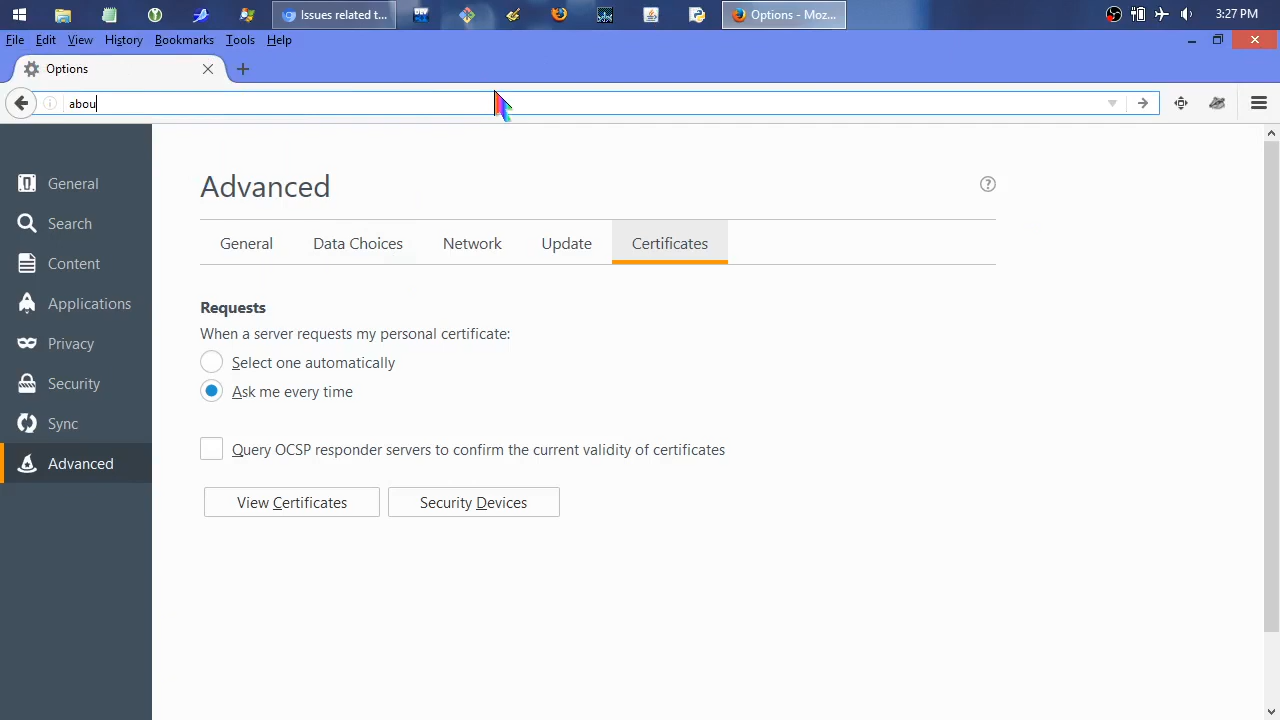 Issues related t...
Options - Moz...
3:27 PM
File Edit View History Bookmarks Tools Help
Options
abou
General
Search
Content
Applications
Privacy
Security
Sync
Advanced
Advanced
General Data Choices Network Update Certificates
Requests
When a server requests my personal certificate:
Select one automatically
Ask me every time
Query OCSP responder servers to confirm the current validity of certificates
View Certificates Security Devices